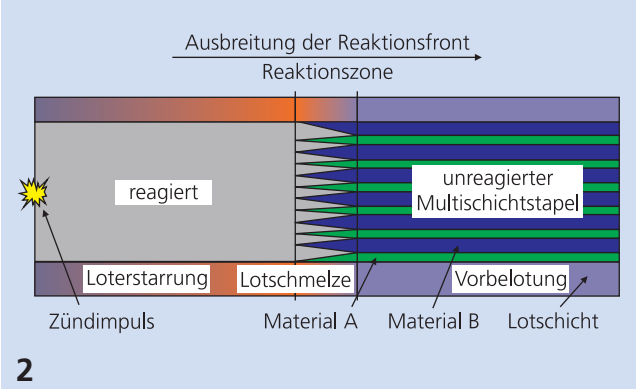 Ausbreitung der Reaktionsfront
Reaktionszone
reagiert
unreagierter
Multischichtstapel
Loterstarrung
Lotschmelze
Vorbelotung
Zündimpuls
Material A
Material B
Lotschicht
2